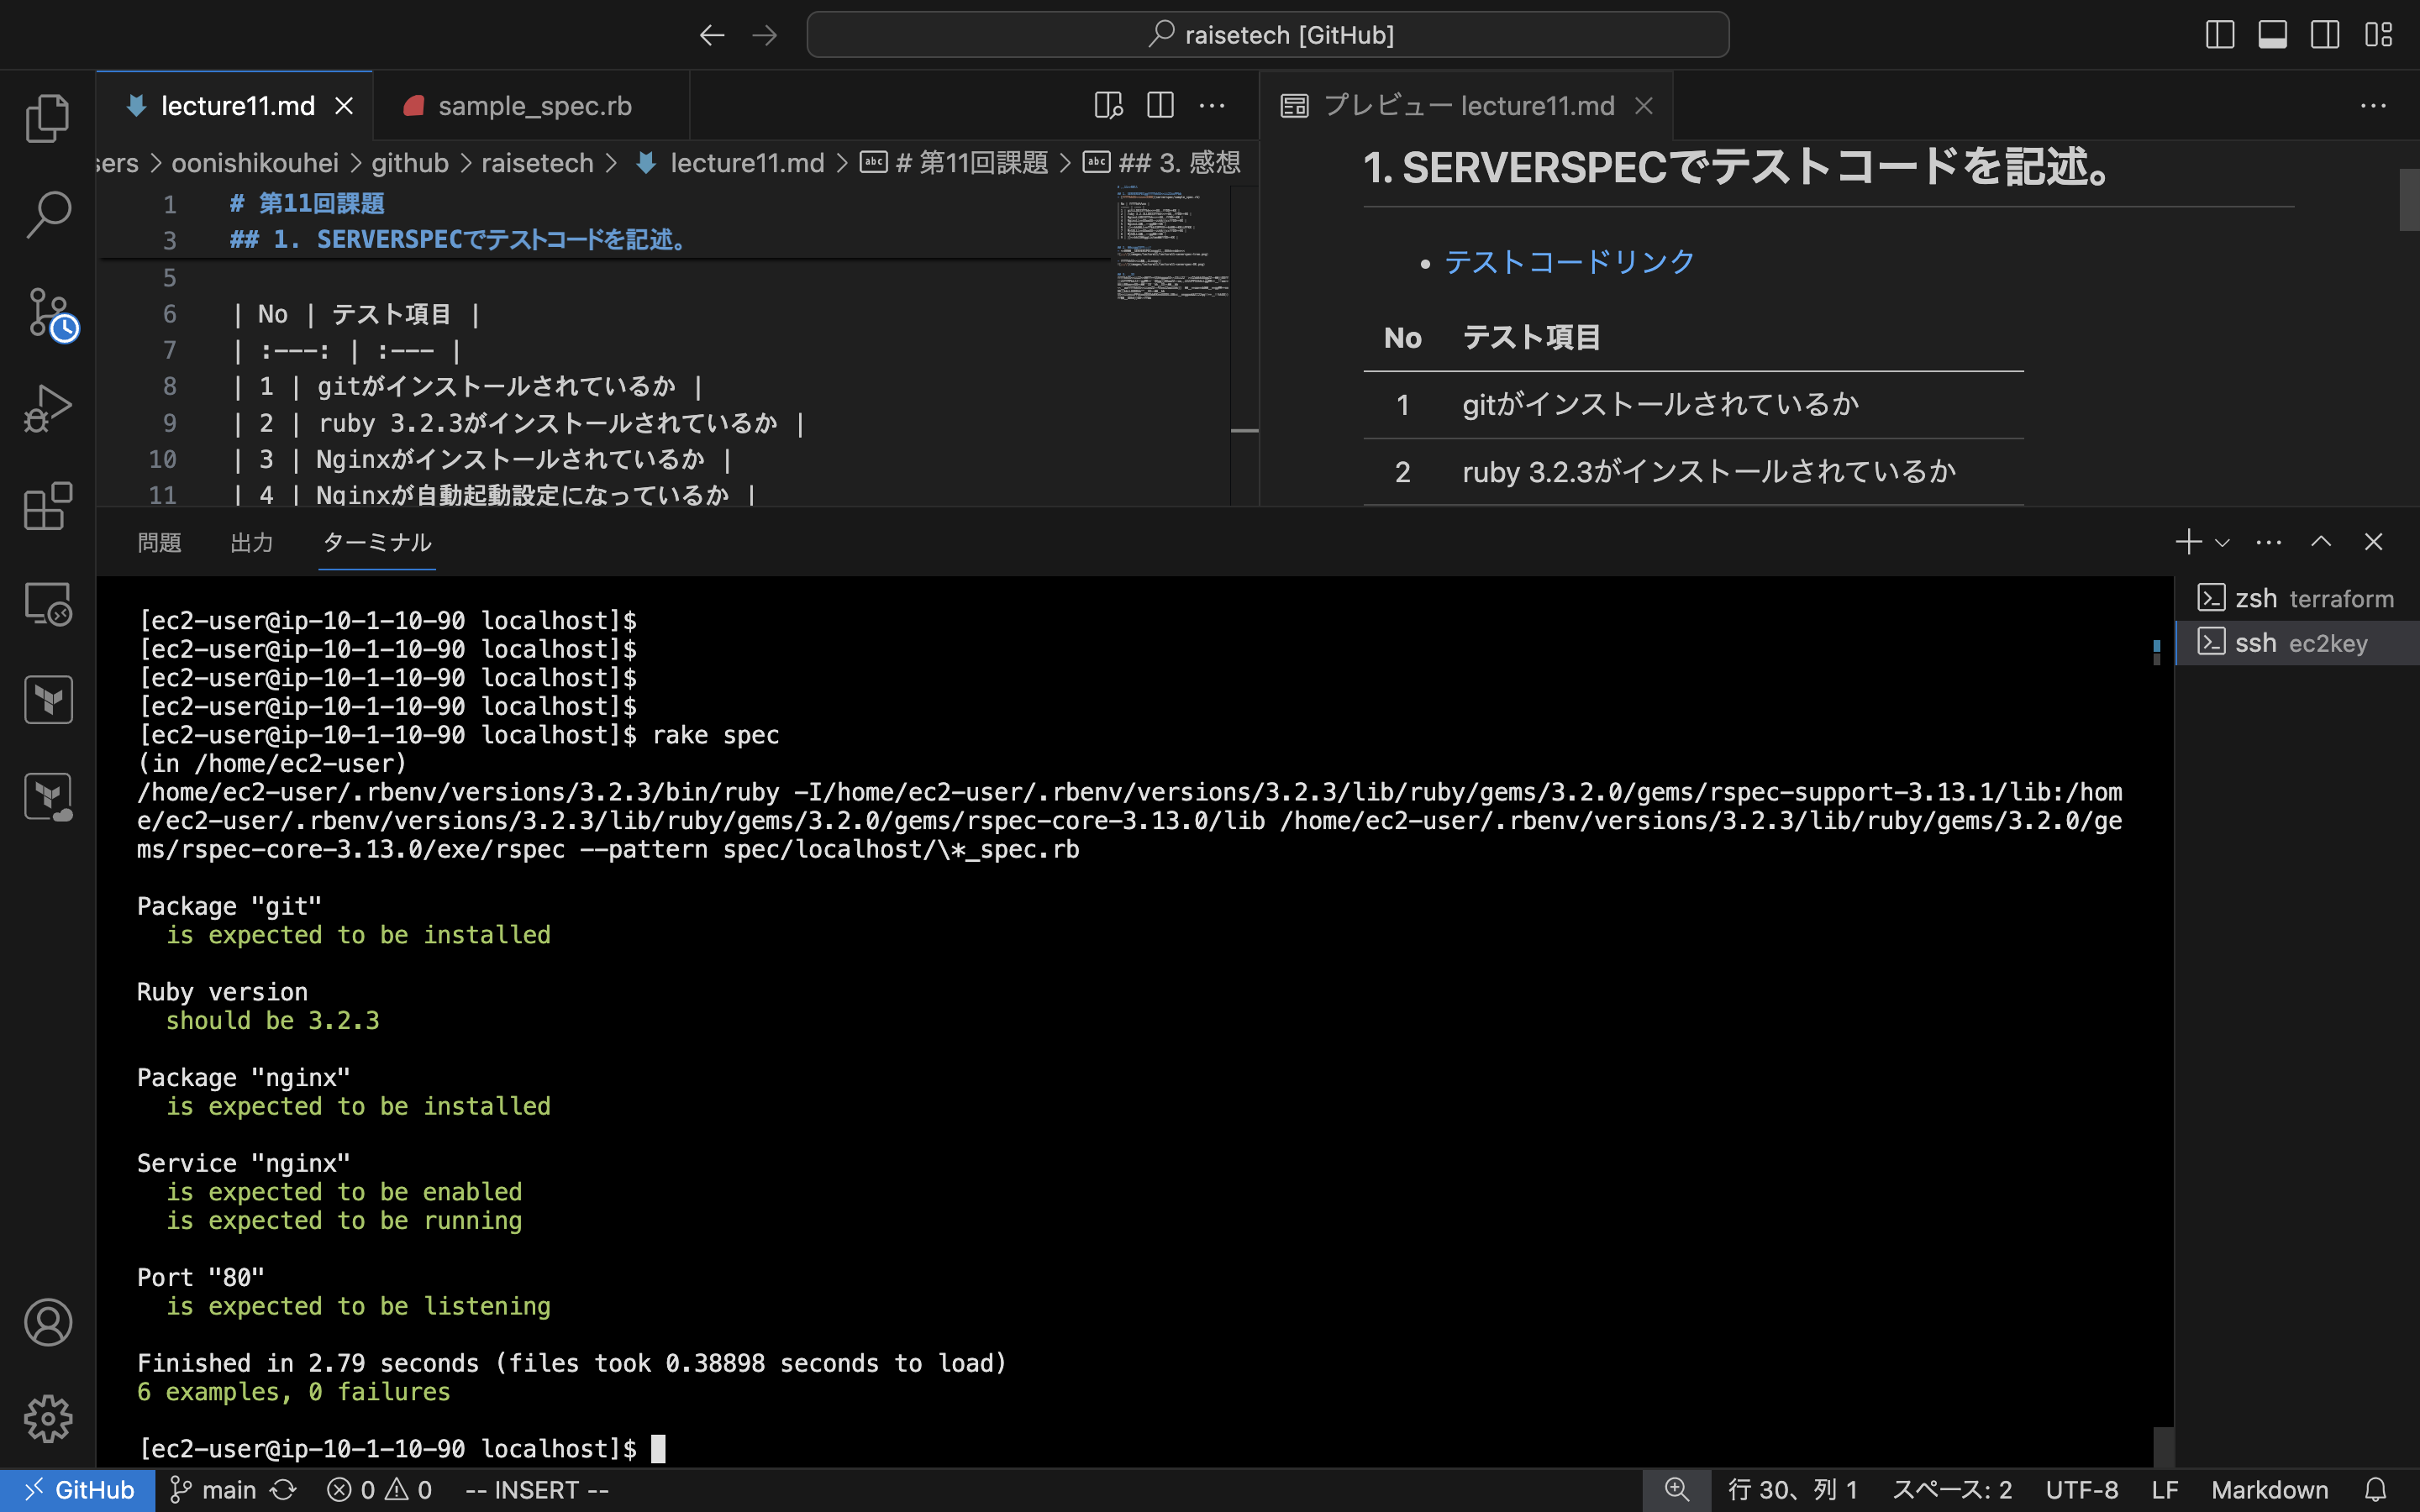 raisetech [GitHub]
lecture11.md
sample_spec.rb
プレビュー lecture11.md
sers > oonishikouhei > github > raisetech > lecture11.md > # 第11回課題 > ## 3. 感想
1 # 第11回課題
3 ## 1. SERVERSPECでテストコードを記述。
5
6 | No | テスト項目 |
7 | :---: | :--- |
8 | 1 | gitがインストールされているか |
9 | 2 | ruby 3.2.3がインストールされているか |
10 | 3 | Nginxがインストールされているか |
11 | 4 | Nginxが自動起動設定になっているか |
1. SERVERSPECでテストコードを記述。
• テストコードリンク
No テスト項目
1 gitがインストールされているか
2 ruby 3.2.3がインストールされているか
問題 出力 ターミナル
zsh terraform
ssh ec2key
[ec2-user@ip-10-1-10-90 localhost]$
[ec2-user@ip-10-1-10-90 localhost]$
[ec2-user@ip-10-1-10-90 localhost]$
[ec2-user@ip-10-1-10-90 localhost]$
[ec2-user@ip-10-1-10-90 localhost]$ rake spec
(in /home/ec2-user)
/home/ec2-user/.rbenv/versions/3.2.3/bin/ruby -I/home/ec2-user/.rbenv/versions/3.2.3/lib/ruby/gems/3.2.0/gems/rspec-support-3.13.1/lib:/hom
e/ec2-user/.rbenv/versions/3.2.3/lib/ruby/gems/3.2.0/gems/rspec-core-3.13.0/lib /home/ec2-user/.rbenv/versions/3.2.3/lib/ruby/gems/3.2.0/ge
ms/rspec-core-3.13.0/exe/rspec --pattern spec/localhost/\*_spec.rb
Package "git"
is expected to be installed
Ruby version
should be 3.2.3
Package "nginx"
is expected to be installed
Service "nginx"
is expected to be enabled
is expected to be running
Port "80"
is expected to be listening
Finished in 2.79 seconds (files took 0.38898 seconds to load)
6 examples, 0 failures
[ec2-user@ip-10-1-10-90 localhost]$
GitHub main 0 0 -- INSERT -- 行 30、列 1 スペース: 2 UTF-8 LF Markdown